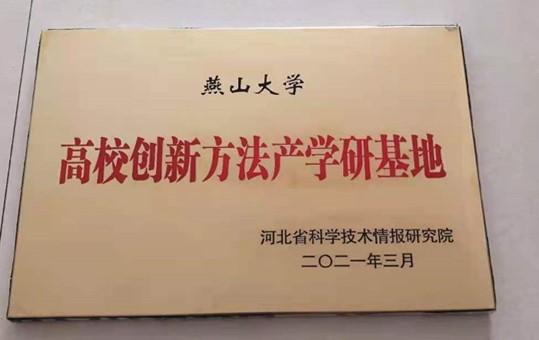 燕山大学
高校创新方法产学研基地
河北省科学技术情报研究院
二〇二一年三月